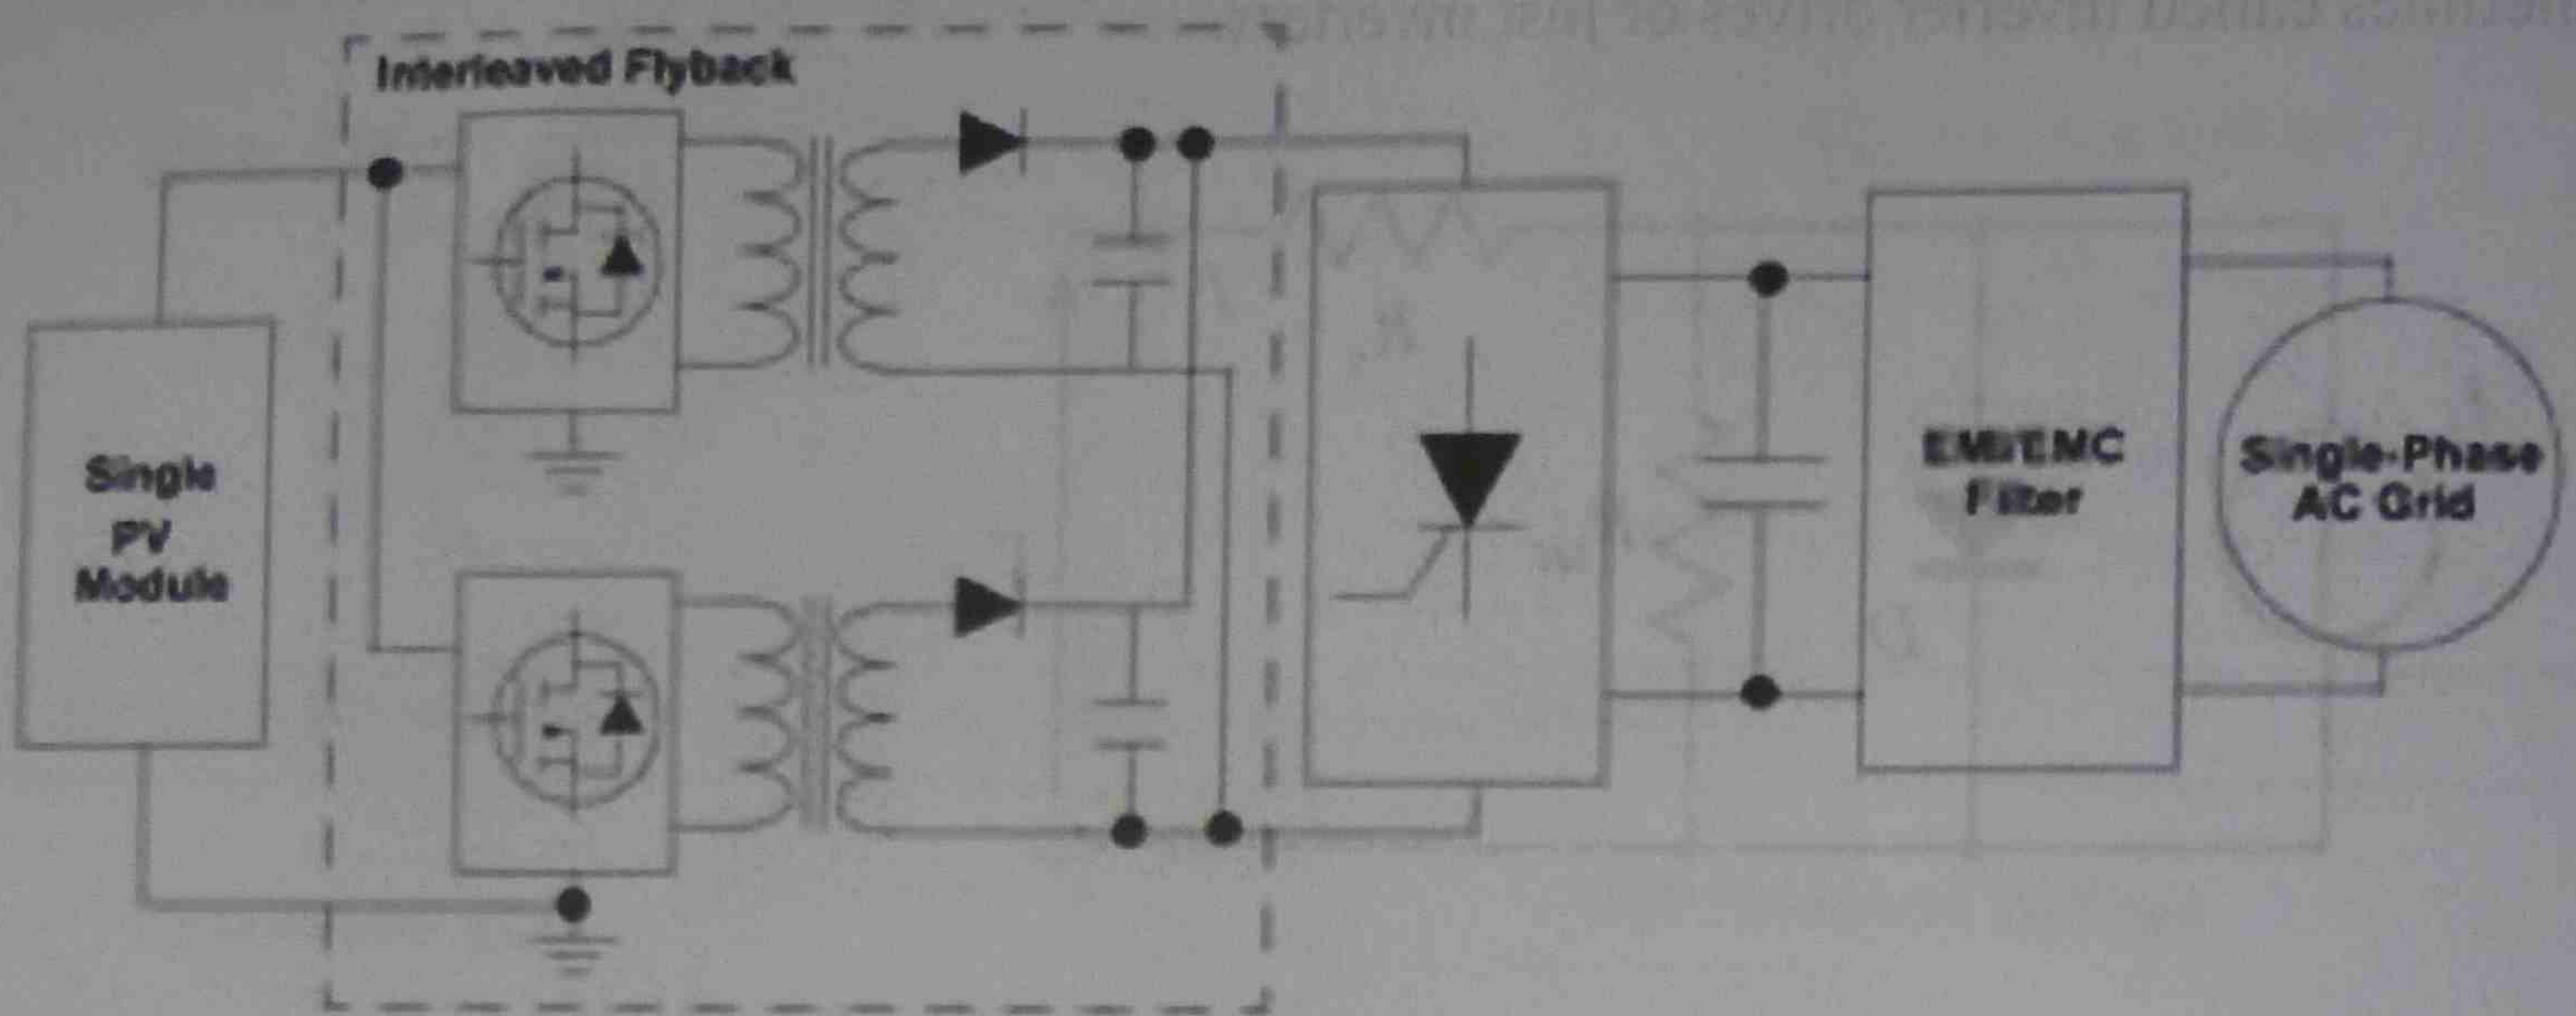 Interleaved Flyback
Single
PV
Module
EMI/EMC
Filter
Single-Phase
AC Grid